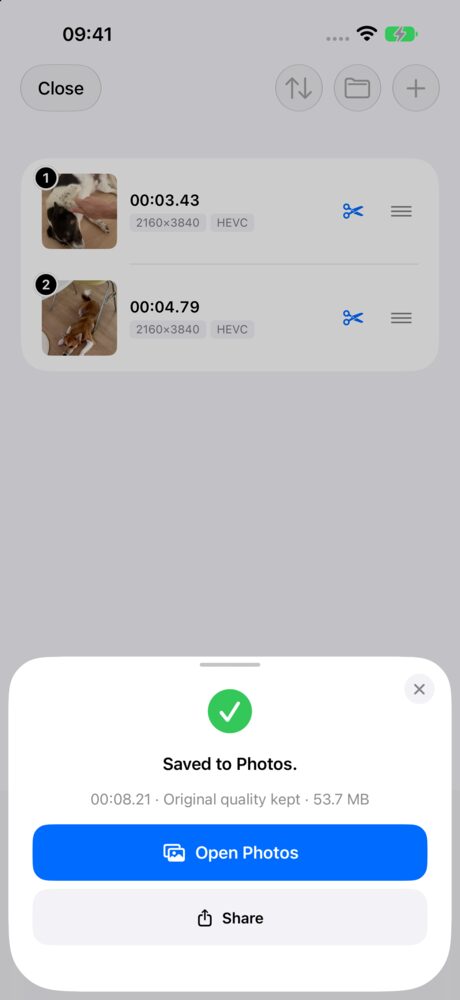 09:41
Close
1
00:03.43
2160×3840 HEVC
2
00:04.79
2160×3840 HEVC
Saved to Photos.
00:08.21 · Original quality kept · 53.7 MB
Open Photos
Share